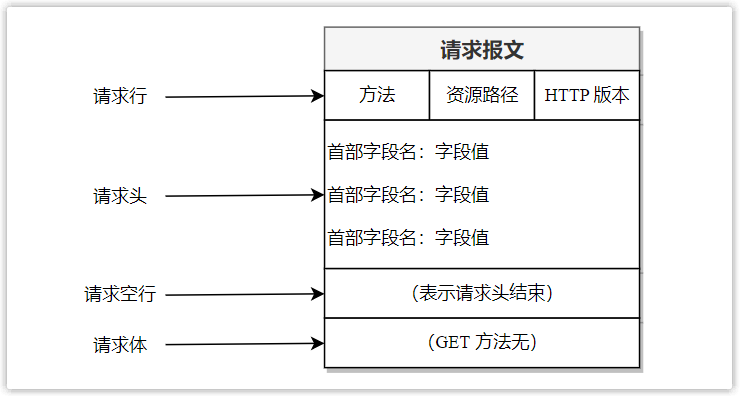 请求报文
请求行
方法
资源路径
HTTP 版本
请求头
首部字段名：字段值
首部字段名：字段值
首部字段名：字段值
请求空行
（表示请求头结束）
请求体
（GET 方法无）